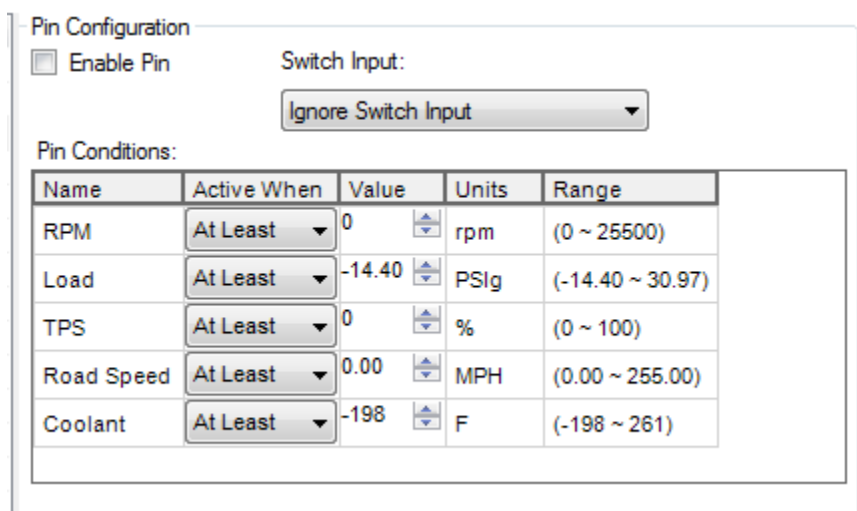 Pin Configuration
Enable Pin Switch Input:
Ignore Switch Input
Pin Conditions:
Name Active When Value Units Range
RPM At Least 0 rpm (0 ~ 25500)
Load At Least -14.40 PSIg (-14.40 ~ 30.97)
TPS At Least 0 % (0 ~ 100)
Road Speed At Least 0.00 MPH (0.00 ~ 255.00)
Coolant At Least -198 F (-198 ~ 261)